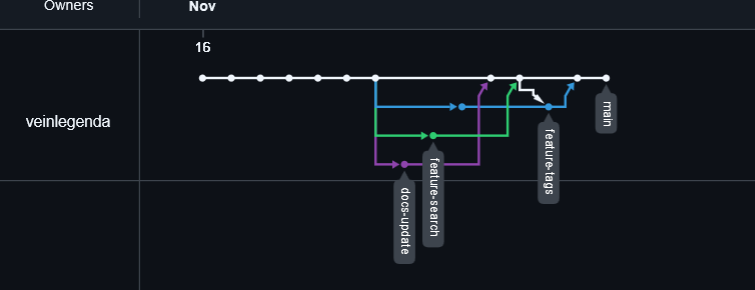 Owners
Nov
16
veinlegenda
main
feature-tags
feature-search
docs-update